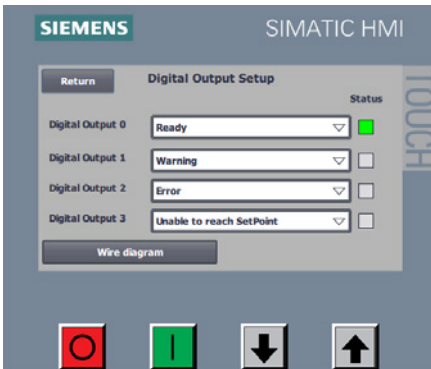 SIEMENS
SIMATIC HMI
TOUCH
Return
Digital Output Setup
Status
Digital Output 0
Ready
Digital Output 1
Warning
Digital Output 2
Error
Digital Output 3
Unable to reach SetPoint
Wire diagram